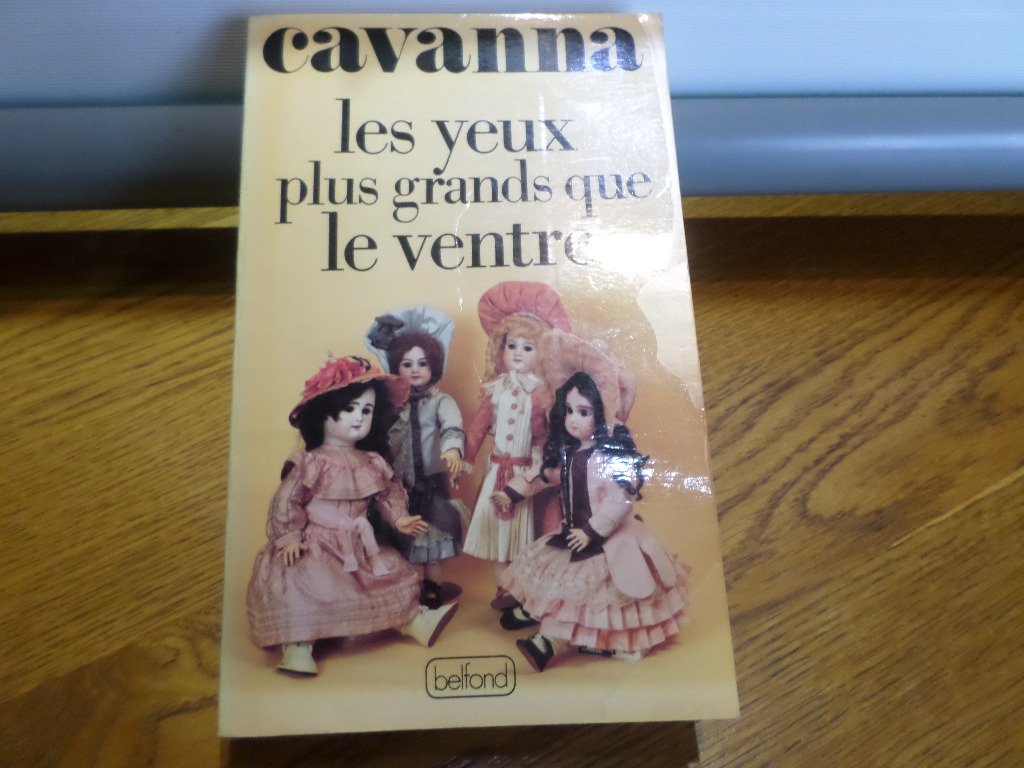 cavanna
les yeux
plus grands que
le ventre
belfond